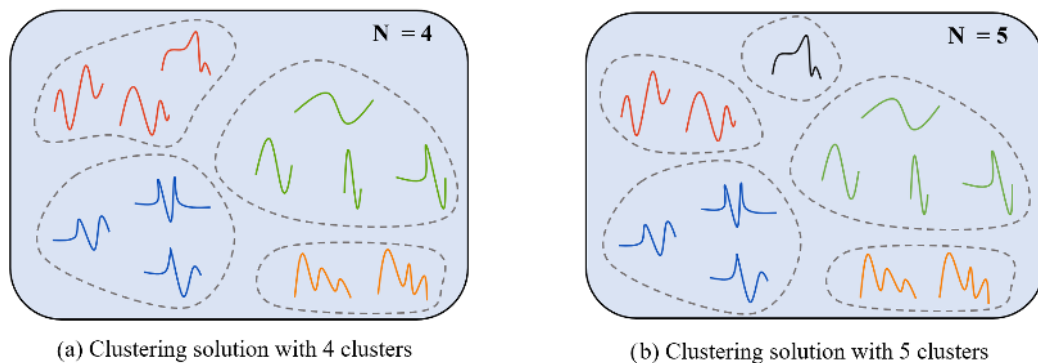 N = 4
N = 5
(a) Clustering solution with 4 clusters
(b) Clustering solution with 5 clusters